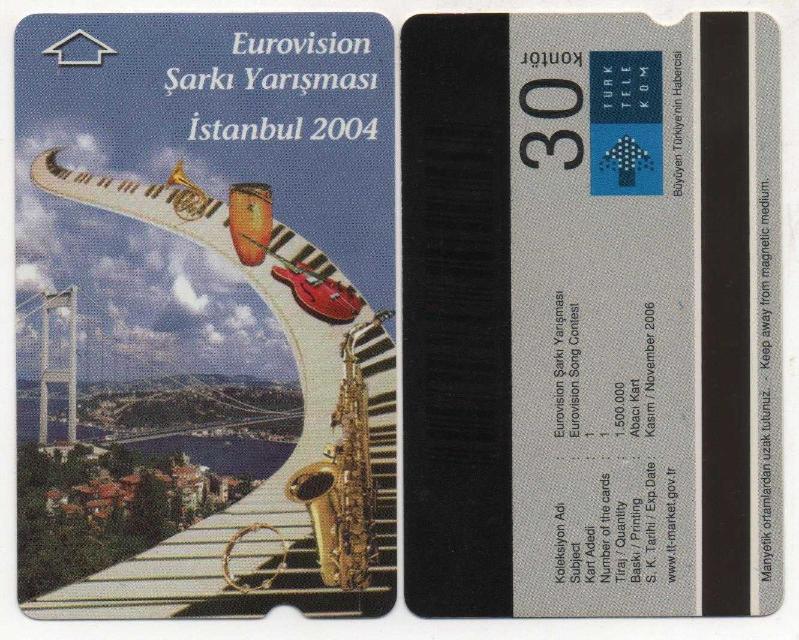 Eurovision
Şarkı Yarışması
İstanbul 2004
30
kontör
TÜRK
TELE
KOM
Büyüyen Türkiye'nin Habercisi
Koleksiyon Adı : Eurovision Şarkı Yarışması
Subject : Eurovision Song Contest
Kart Adedi : 1
Number of the cards : 1
Tiraj / Quantity : 1.500.000
Baskı / Printing : Abacı Kart
S. K. Tarihi / Exp.Date : Kasım / November 2006
www.tt-market.gov.tr
Manyetik ortamlardan uzak tutunuz. - Keep away from magnetic medium.